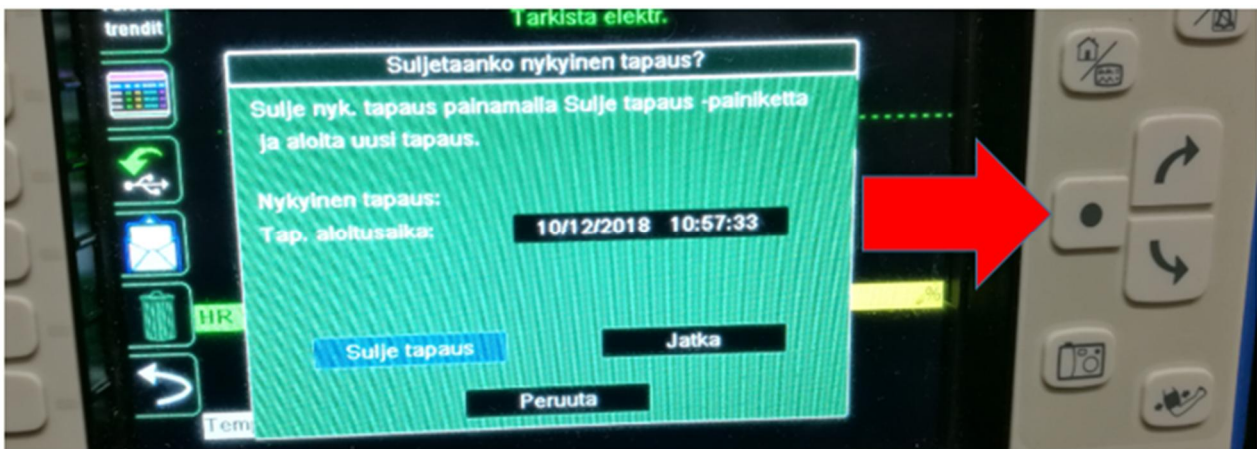 trendit
Tarkista elektr.
Suljetaanko nykyinen tapaus?
Sulje nyk. tapaus painamalla Sulje tapaus -painiketta
ja aloita uusi tapaus.
Nykyinen tapaus:
Tap. aloitusaika: 10/12/2018 10:57:33
HR
%
Sulje tapaus Jatka
Peruuta
Tem